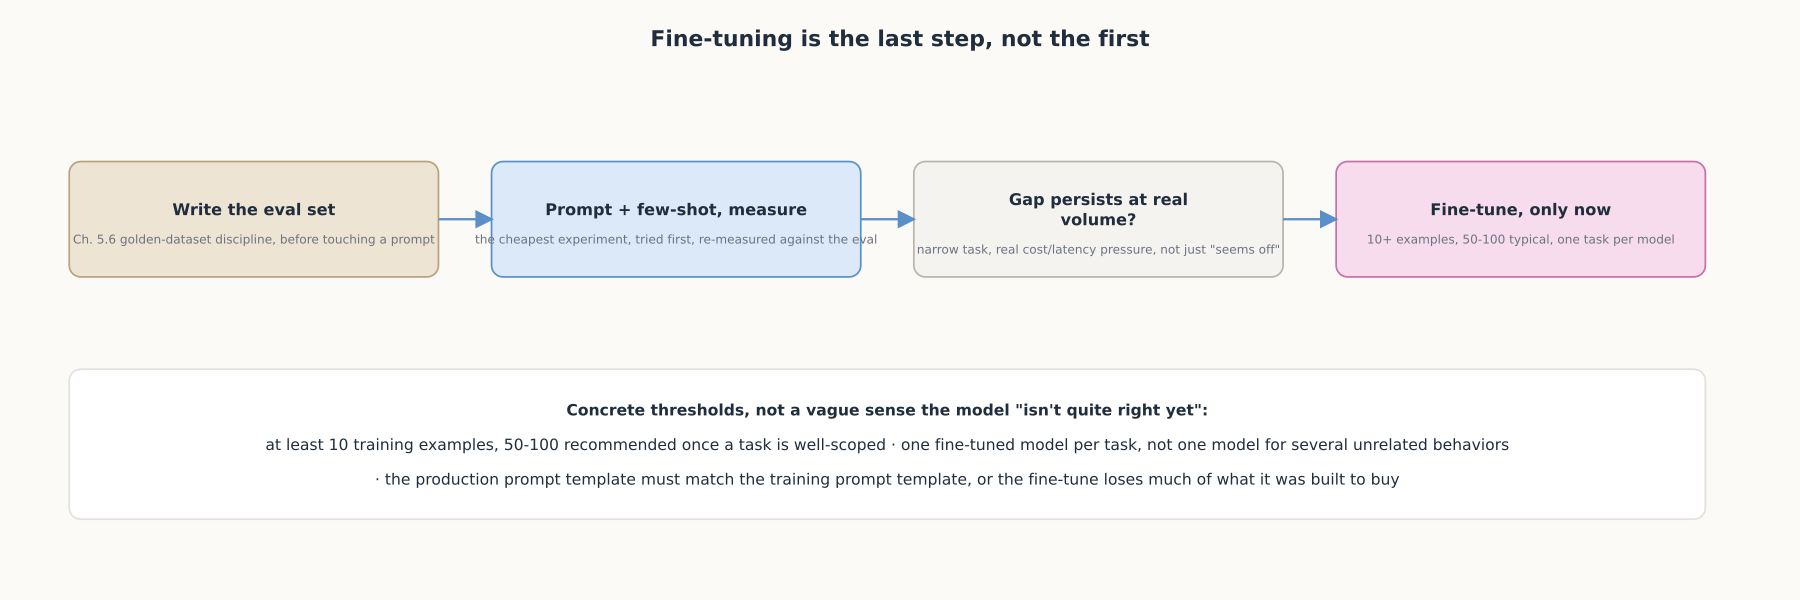 Fine-tuning is the last step, not the first
Write the eval set
Ch. 5.6 golden-dataset discipline, before touching a prompt
Prompt + few-shot, measure
the cheapest experiment, tried first, re-measured against the eval
Gap persists at real
volume?
narrow task, real cost/latency pressure, not just "seems off"
Fine-tune, only now
10+ examples, 50-100 typical, one task per model
Concrete thresholds, not a vague sense the model "isn't quite right yet":
at least 10 training examples, 50-100 recommended once a task is well-scoped · one fine-tuned model per task, not one model for several unrelated behaviors
· the production prompt template must match the training prompt template, or the fine-tune loses much of what it was built to buy